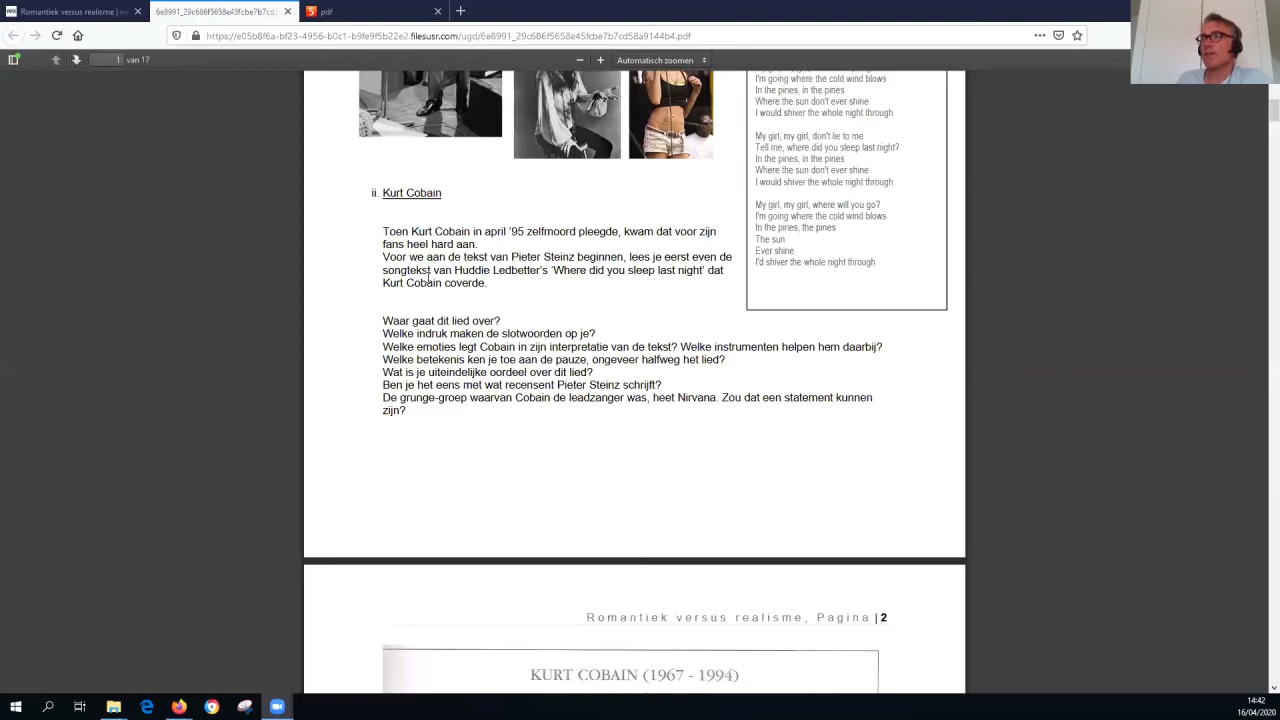 Romantiek versus realisme | ne
6e8991_29c686f5658e45fcbe7b7cd5
pdf
https://e05b8f6a-bf23-4956-b0c1-b9fe9f5b22e2.filesusr.com/ugd/6e8991_29c686f5658e45fcbe7b7cd58a9144b4.pdf
1 van 17
Automatisch zoomen
I'm going where the cold wind blows
In the pines, in the pines
Where the sun don't ever shine
I would shiver the whole night through
My girl, my girl, don't lie to me
Tell me, where did you sleep last night?
In the pines, in the pines
Where the sun don't ever shine
I would shiver the whole night through
My girl, my girl, where will you go?
I'm going where the cold wind blows
In the pines, the pines
The sun
Ever shine
I'd shiver the whole night through
ii. Kurt Cobain
Toen Kurt Cobain in april '95 zelfmoord pleegde, kwam dat voor zijn
fans heel hard aan.
Voor we aan de tekst van Pieter Steinz beginnen, lees je eerst even de
songtekst van Huddie Ledbetter's 'Where did you sleep last night' dat
Kurt Cobain coverde.
Waar gaat dit lied over?
Welke indruk maken de slotwoorden op je?
Welke emoties legt Cobain in zijn interpretatie van de tekst? Welke instrumenten helpen hem daarbij?
Welke betekenis ken je toe aan de pauze, ongeveer halfweg het lied?
Wat is je uiteindelijke oordeel over dit lied?
Ben je het eens met wat recensent Pieter Steinz schrijft?
De grunge-groep waarvan Cobain de leadzanger was, heet Nirvana. Zou dat een statement kunnen
zijn?
Romantiek versus realisme, Pagina | 2
KURT COBAIN (1967 - 1994)
14:42
16/04/2020